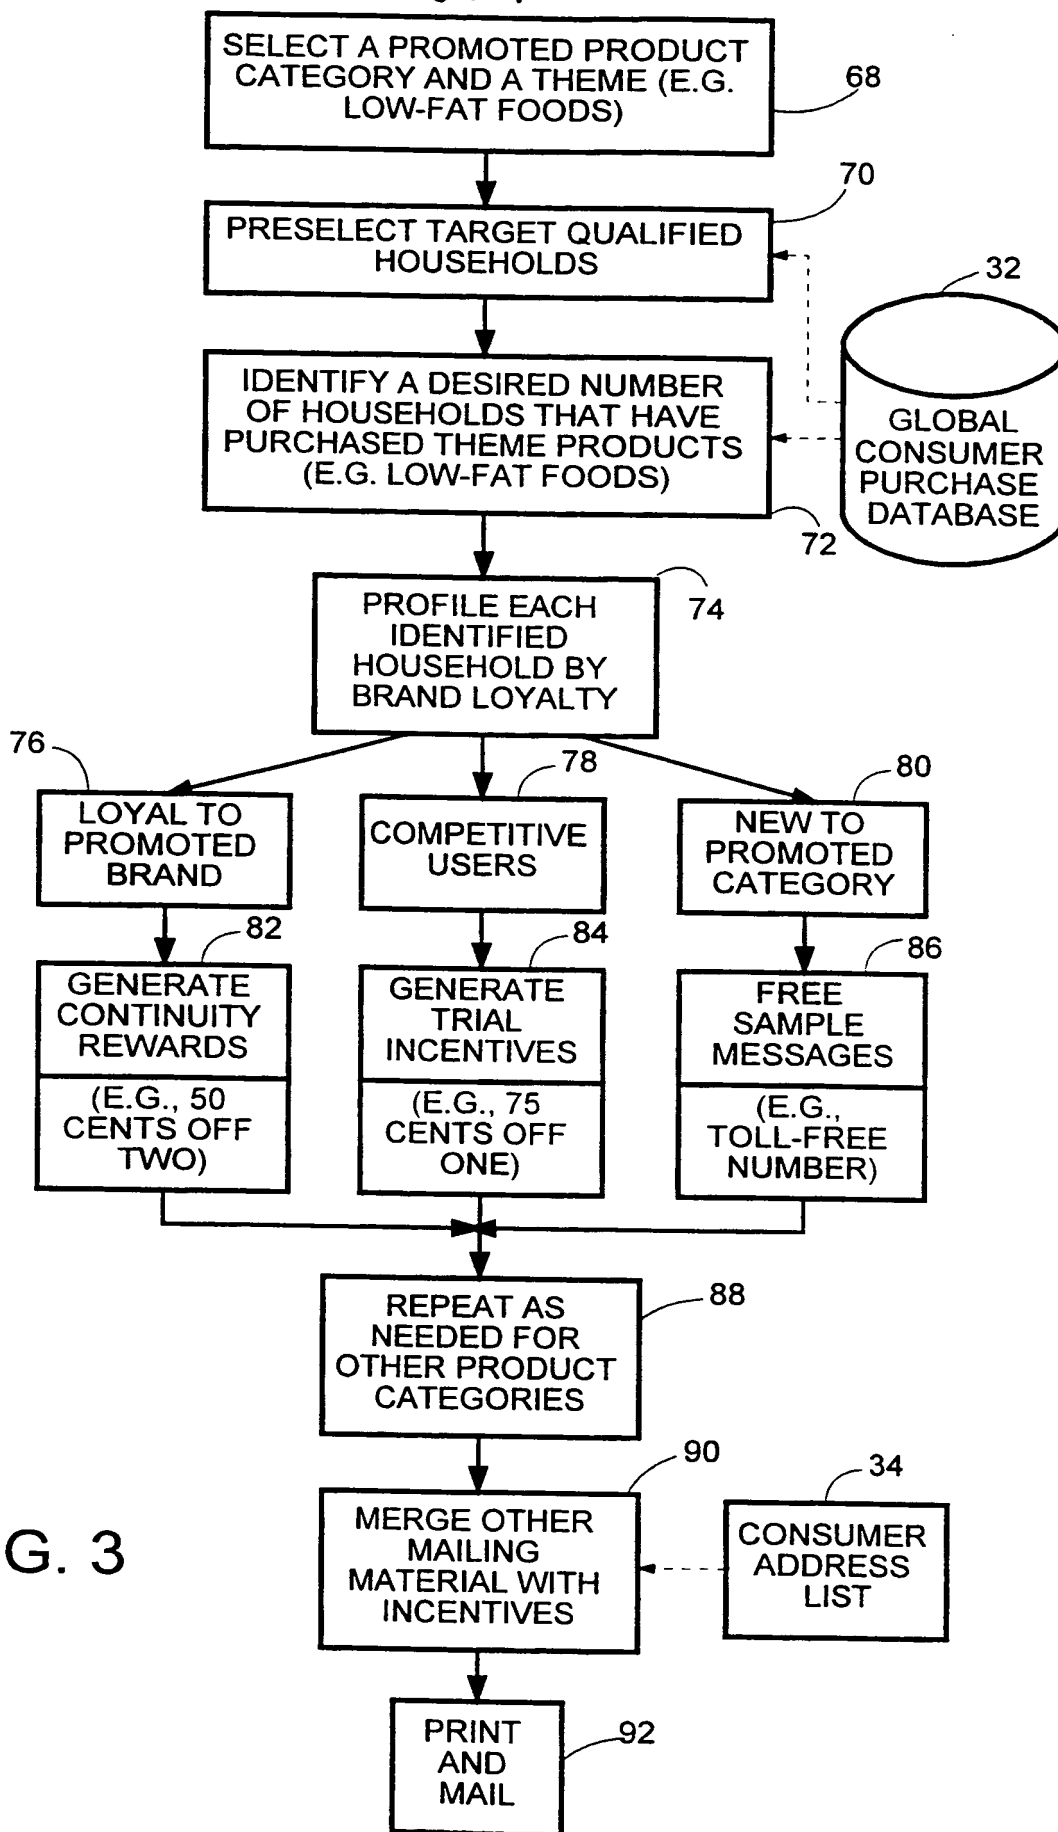 SELECT A PROMOTED PRODUCT
CATEGORY AND A THEME (E.G.
LOW-FAT FOODS)
68
70
PRESELECT TARGET QUALIFIED
HOUSEHOLDS
32
GLOBAL
CONSUMER
PURCHASE
DATABASE
IDENTIFY A DESIRED NUMBER
OF HOUSEHOLDS THAT HAVE
PURCHASED THEME PRODUCTS
(E.G. LOW-FAT FOODS)
72
PROFILE EACH
IDENTIFIED
HOUSEHOLD BY
BRAND LOYALTY
74
76
LOYAL TO
PROMOTED
BRAND
78
COMPETITIVE
USERS
80
NEW TO
PROMOTED
CATEGORY
82
GENERATE
CONTINUITY
REWARDS
(E.G., 50
CENTS OFF
TWO)
84
GENERATE
TRIAL
INCENTIVES
(E.G., 75
CENTS OFF
ONE)
86
FREE
SAMPLE
MESSAGES
(E.G.,
TOLL-FREE
NUMBER)
REPEAT AS
NEEDED FOR
OTHER PRODUCT
CATEGORIES
88
90
MERGE OTHER
MAILING
MATERIAL WITH
INCENTIVES
34
CONSUMER
ADDRESS
LIST
G. 3
PRINT
AND
MAIL
92